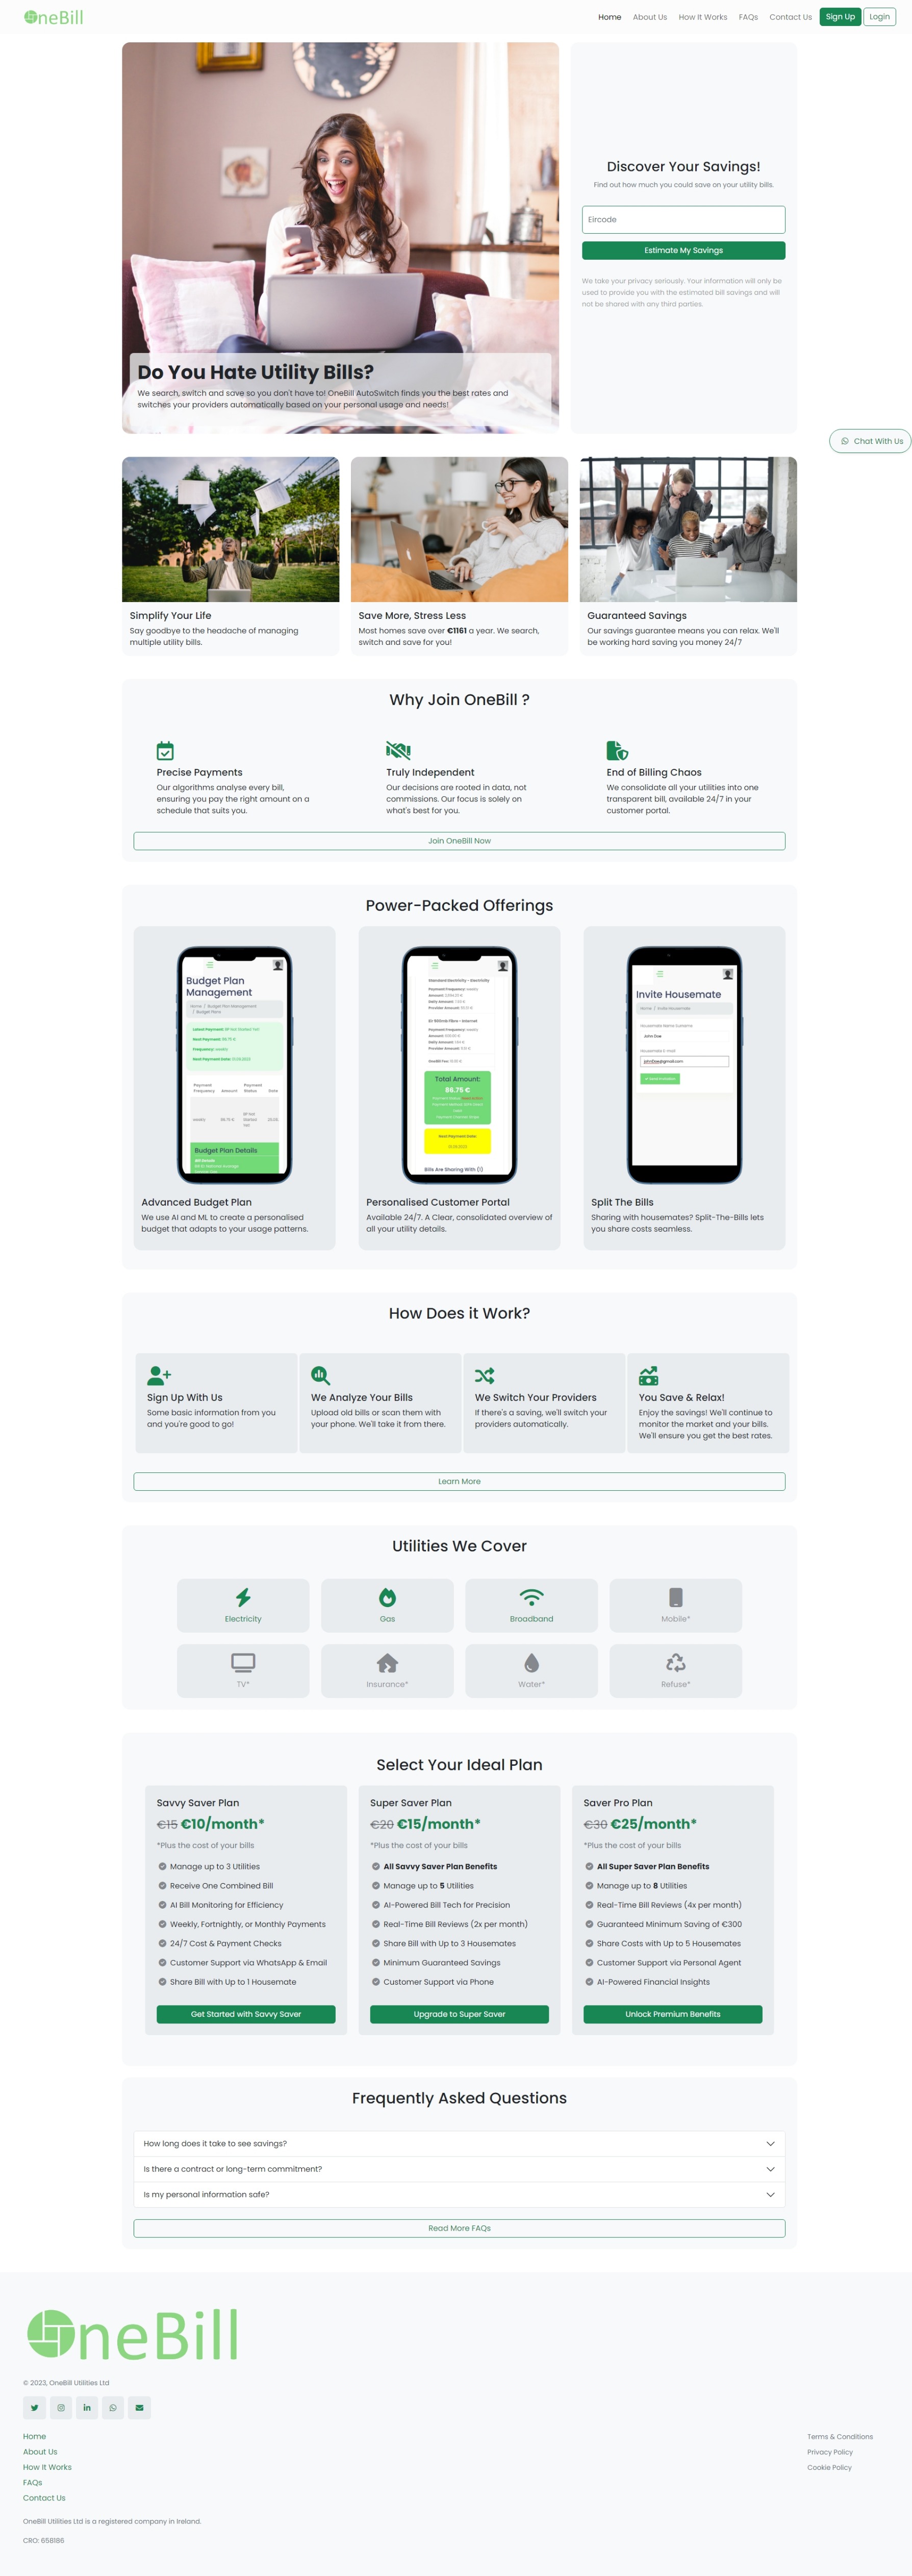 OneBill
Home About Us How It Works FAQs Contact Us Sign Up Login
Discover Your Savings!
Find out how much you could save on your utility bills.
Eircode
Estimate My Savings
We take your privacy seriously. Your information will only be
used to provide you with the estimated bill savings and will
not be shared with any third parties.
Do You Hate Utility Bills?
We search, switch and save so you don't have to! OneBill AutoSwitch finds you the best rates and
switches your providers automatically based on your personal usage and needs!
Chat With Us
Simplify Your Life
Say goodbye to the headache of managing
multiple utility bills.
Save More, Stress Less
Most homes save over €1161 a year. We search,
switch and save for you!
Guaranteed Savings
Our savings guarantee means you can relax. We'll
be working hard saving you money 24/7
Why Join OneBill ?
Precise Payments
Our algorithms analyse every bill,
ensuring you pay the right amount on a
schedule that suits you.
Truly Independent
Our decisions are rooted in data, not
commissions. Our focus is solely on
what's best for you.
End of Billing Chaos
We consolidate all your utilities into one
transparent bill, available 24/7 in your
customer portal.
Join OneBill Now
Power-Packed Offerings
Budget Plan
Management
Home / Budget Plan Management
/ Budget Plans
Payment
Frequency Amount Payment
Status Date
Budget Plan Details
Advanced Budget Plan
We use AI and ML to create a personalised
budget that adapts to your usage patterns.
Standard Electricity - Electricity
Total Amount:
86.75 €
Next Payment Date:
Bills Are Sharing With (1)
Personalised Customer Portal
Available 24/7. A Clear, consolidated overview of
all your utility details.
Invite Housemate
Home / Invite Housemate
Housemate Name Surname
John Doe
Housemate E-mail
Split The Bills
Sharing with housemates? Split-The-Bills lets
you share costs seamless.
How Does it Work?
Sign Up With Us
Some basic information from you
and you're good to go!
We Analyze Your Bills
Upload old bills or scan them with
your phone. We'll take it from there.
We Switch Your Providers
If there's a saving, we'll switch your
providers automatically.
You Save & Relax!
Enjoy the savings! We'll continue to
monitor the market and your bills.
We'll ensure you get the best rates.
Learn More
Utilities We Cover
Electricity
Gas
Broadband
Mobile*
TV*
Insurance*
Water*
Refuse*
Select Your Ideal Plan
Savvy Saver Plan
€15 €10/month*
*Plus the cost of your bills
Manage up to 3 Utilities
Receive One Combined Bill
AI Bill Monitoring for Efficiency
Weekly, Fortnightly, or Monthly Payments
24/7 Cost & Payment Checks
Customer Support via WhatsApp & Email
Share Bill with Up to 1 Housemate
Get Started with Savvy Saver
Super Saver Plan
€20 €15/month*
*Plus the cost of your bills
All Savvy Saver Plan Benefits
Manage up to 5 Utilities
AI-Powered Bill Tech for Precision
Real-Time Bill Reviews (2x per month)
Share Bill with Up to 3 Housemates
Minimum Guaranteed Savings
Customer Support via Phone
Upgrade to Super Saver
Saver Pro Plan
€30 €25/month*
*Plus the cost of your bills
All Super Saver Plan Benefits
Manage up to 8 Utilities
Real-Time Bill Reviews (4x per month)
Guaranteed Minimum Saving of €300
Share Costs with Up to 5 Housemates
Customer Support via Personal Agent
AI-Powered Financial Insights
Unlock Premium Benefits
Frequently Asked Questions
How long does it take to see savings?
Is there a contract or long-term commitment?
Is my personal information safe?
Read More FAQs
OneBill
© 2023, OneBill Utilities Ltd
Home
About Us
How It Works
FAQs
Contact Us
Terms & Conditions
Privacy Policy
Cookie Policy
OneBill Utilities Ltd is a registered company in Ireland.
CRO: 658186